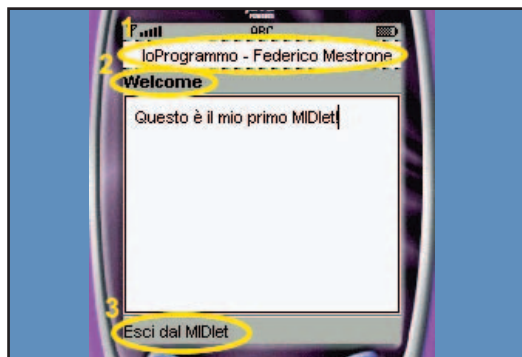 1
ABC
2
IoProgrammo - Federico Mestrone
Welcome
Questo è il mio primo MIDlet!
3
Esci dal MIDlet